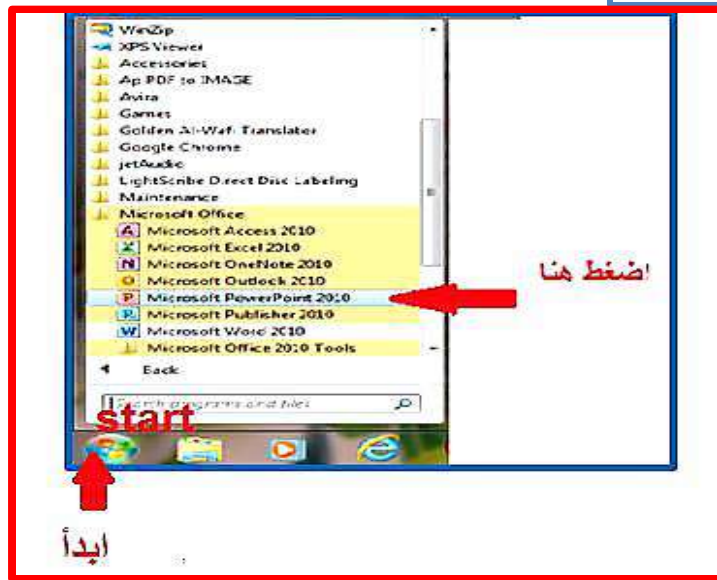 WinZip
XPS Viewer
Accessories
Ap PDF to IMAGE
Avira
Games
Golden Al-Wafi Translator
Google Chrome
jetAudio
LightScribe Direct Disc Labeling
Maintenance
Microsoft Office
Microsoft Access 2010
Microsoft Excel 2010
Microsoft OneNote 2010
Microsoft Outlook 2010
Microsoft PowerPoint 2010
اضغط هنا
Microsoft Publisher 2010
Microsoft Word 2010
Microsoft Office 2010 Tools
Back
Search programs and files
start
ابدأ